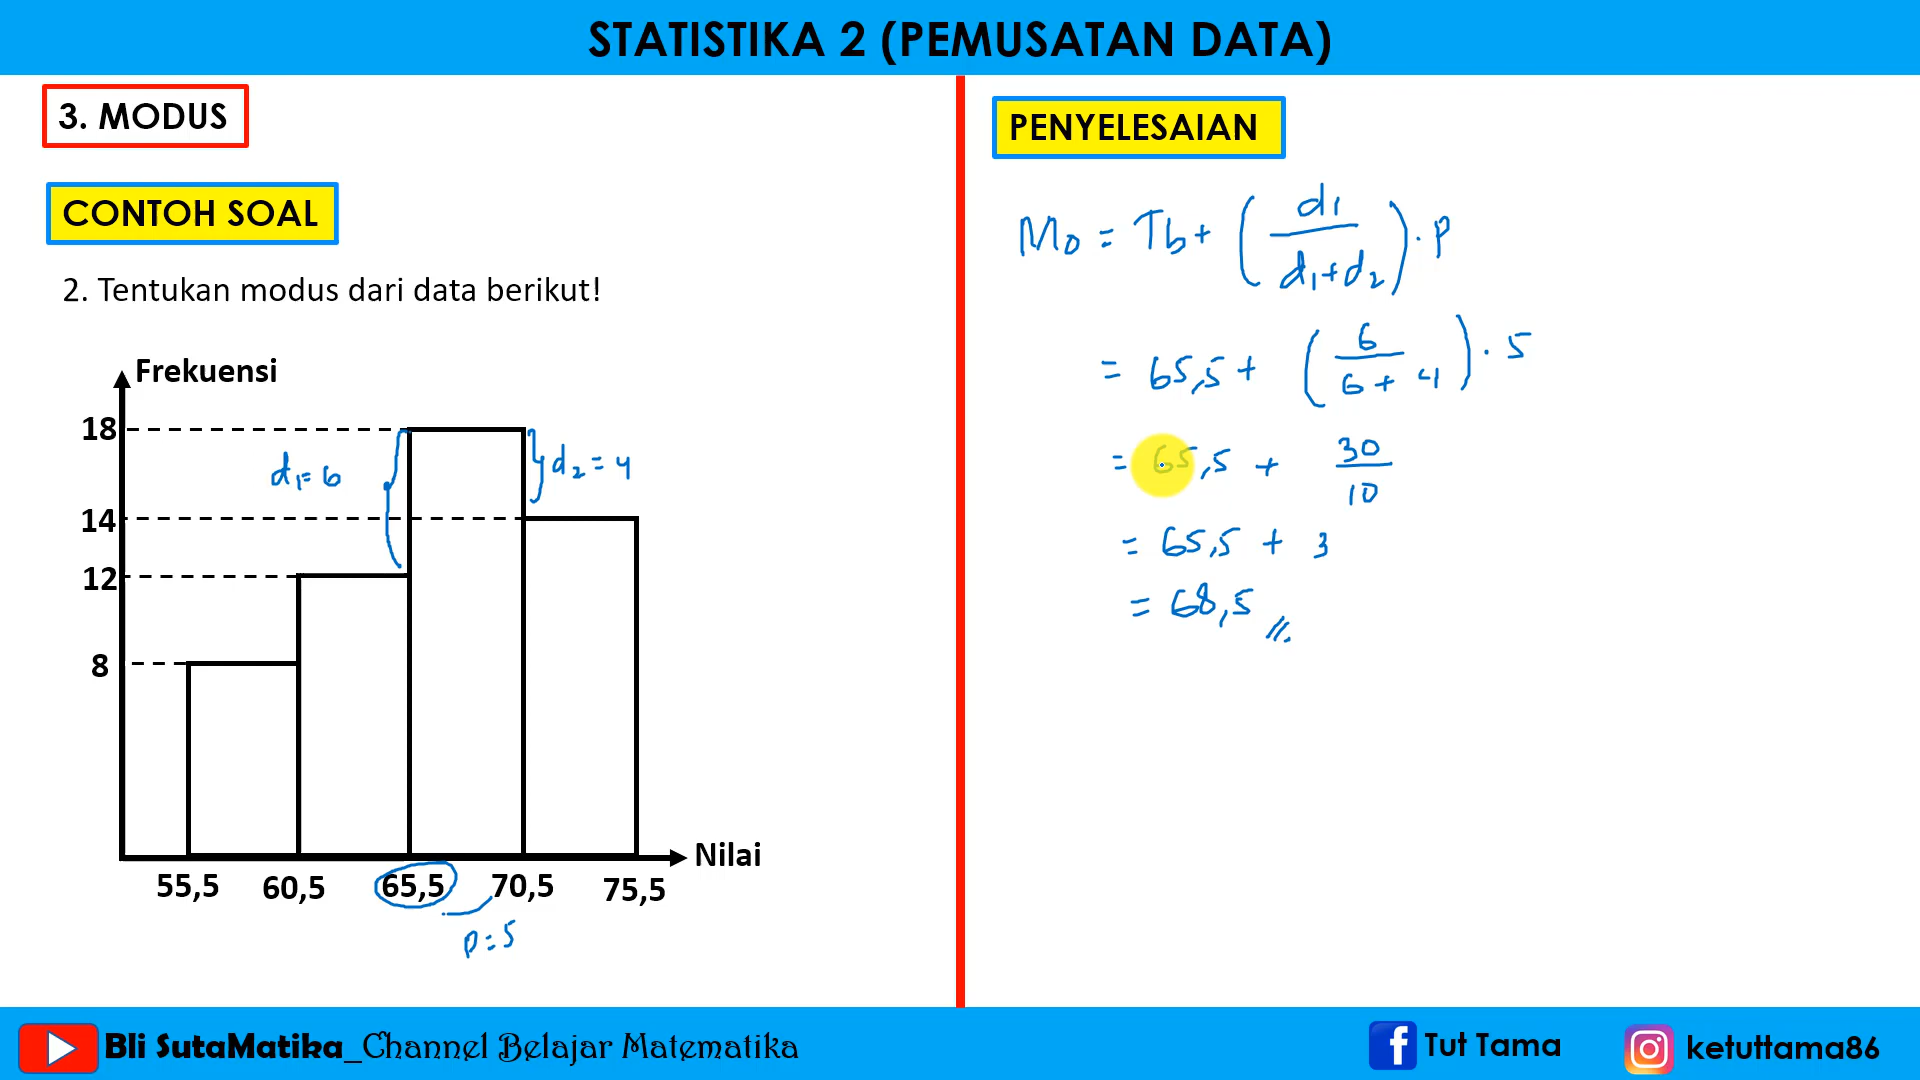 STATISTIKA 2 (PEMUSATAN DATA)
3. MODUS
CONTOH SOAL
2. Tentukan modus dari data berikut!
Frekuensi
18
14
12
8
d₁= 6
d₂ = 4
Nilai
55,5 60,5 65,5 70,5 75,5
p = 5
PENYELESAIAN
Mo = Tb + (d₁ / d₁+d₂) . p
= 65,5 + (6 / 6 + 4) . 5
= 65,5 + 30/10
= 65,5 + 3
= 68,5 //.
Bli SutaMatika_Channel Belajar Matematika
f Tut Tama
ketuttama86